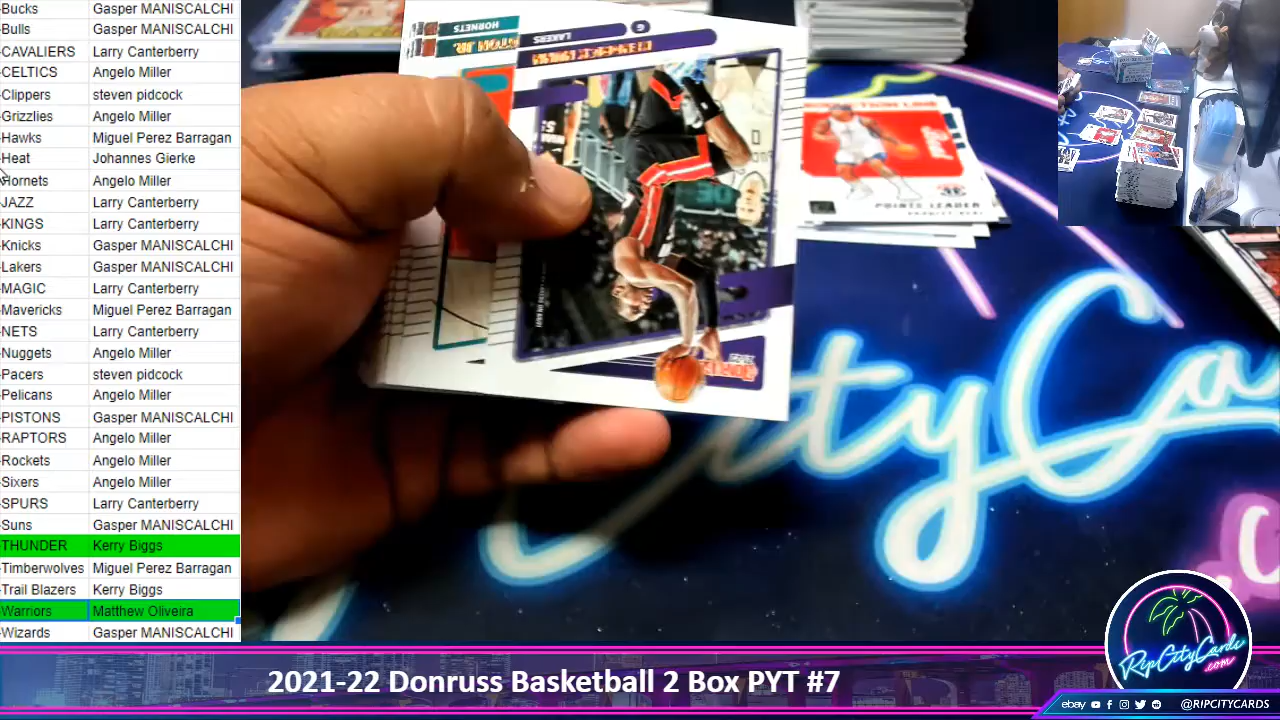 -Bucks Gasper MANISCALCHI
-Bulls Gasper MANISCALCHI
-CAVALIERS Larry Canterberry
-CELTICS Angelo Miller
-Clippers steven pidcock
-Grizzlies Angelo Miller
-Hawks Miguel Perez Barragan
-Heat Johannes Gierke
-Hornets Angelo Miller
-JAZZ Larry Canterberry
-KINGS Larry Canterberry
-Knicks Gasper MANISCALCHI
-Lakers Gasper MANISCALCHI
-MAGIC Larry Canterberry
-Mavericks Miguel Perez Barragan
-NETS Larry Canterberry
-Nuggets Angelo Miller
-Pacers steven pidcock
-Pelicans Angelo Miller
-PISTONS Gasper MANISCALCHI
-RAPTORS Angelo Miller
-Rockets Angelo Miller
-Sixers Angelo Miller
-SPURS Larry Canterberry
-Suns Gasper MANISCALCHI
-THUNDER Kerry Biggs
-Timberwolves Miguel Perez Barragan
-Trail Blazers Kerry Biggs
-Warriors Matthew Oliveira
-Wizards Gasper MANISCALCHI
HORNETS
LAKERS
G
PRODUCTION LINE
POINTS LEADER
ityCa
RipCityCards
.com
2021-22 Donruss Basketball 2 Box PYT #7
ebay @RIPCITYCARDS